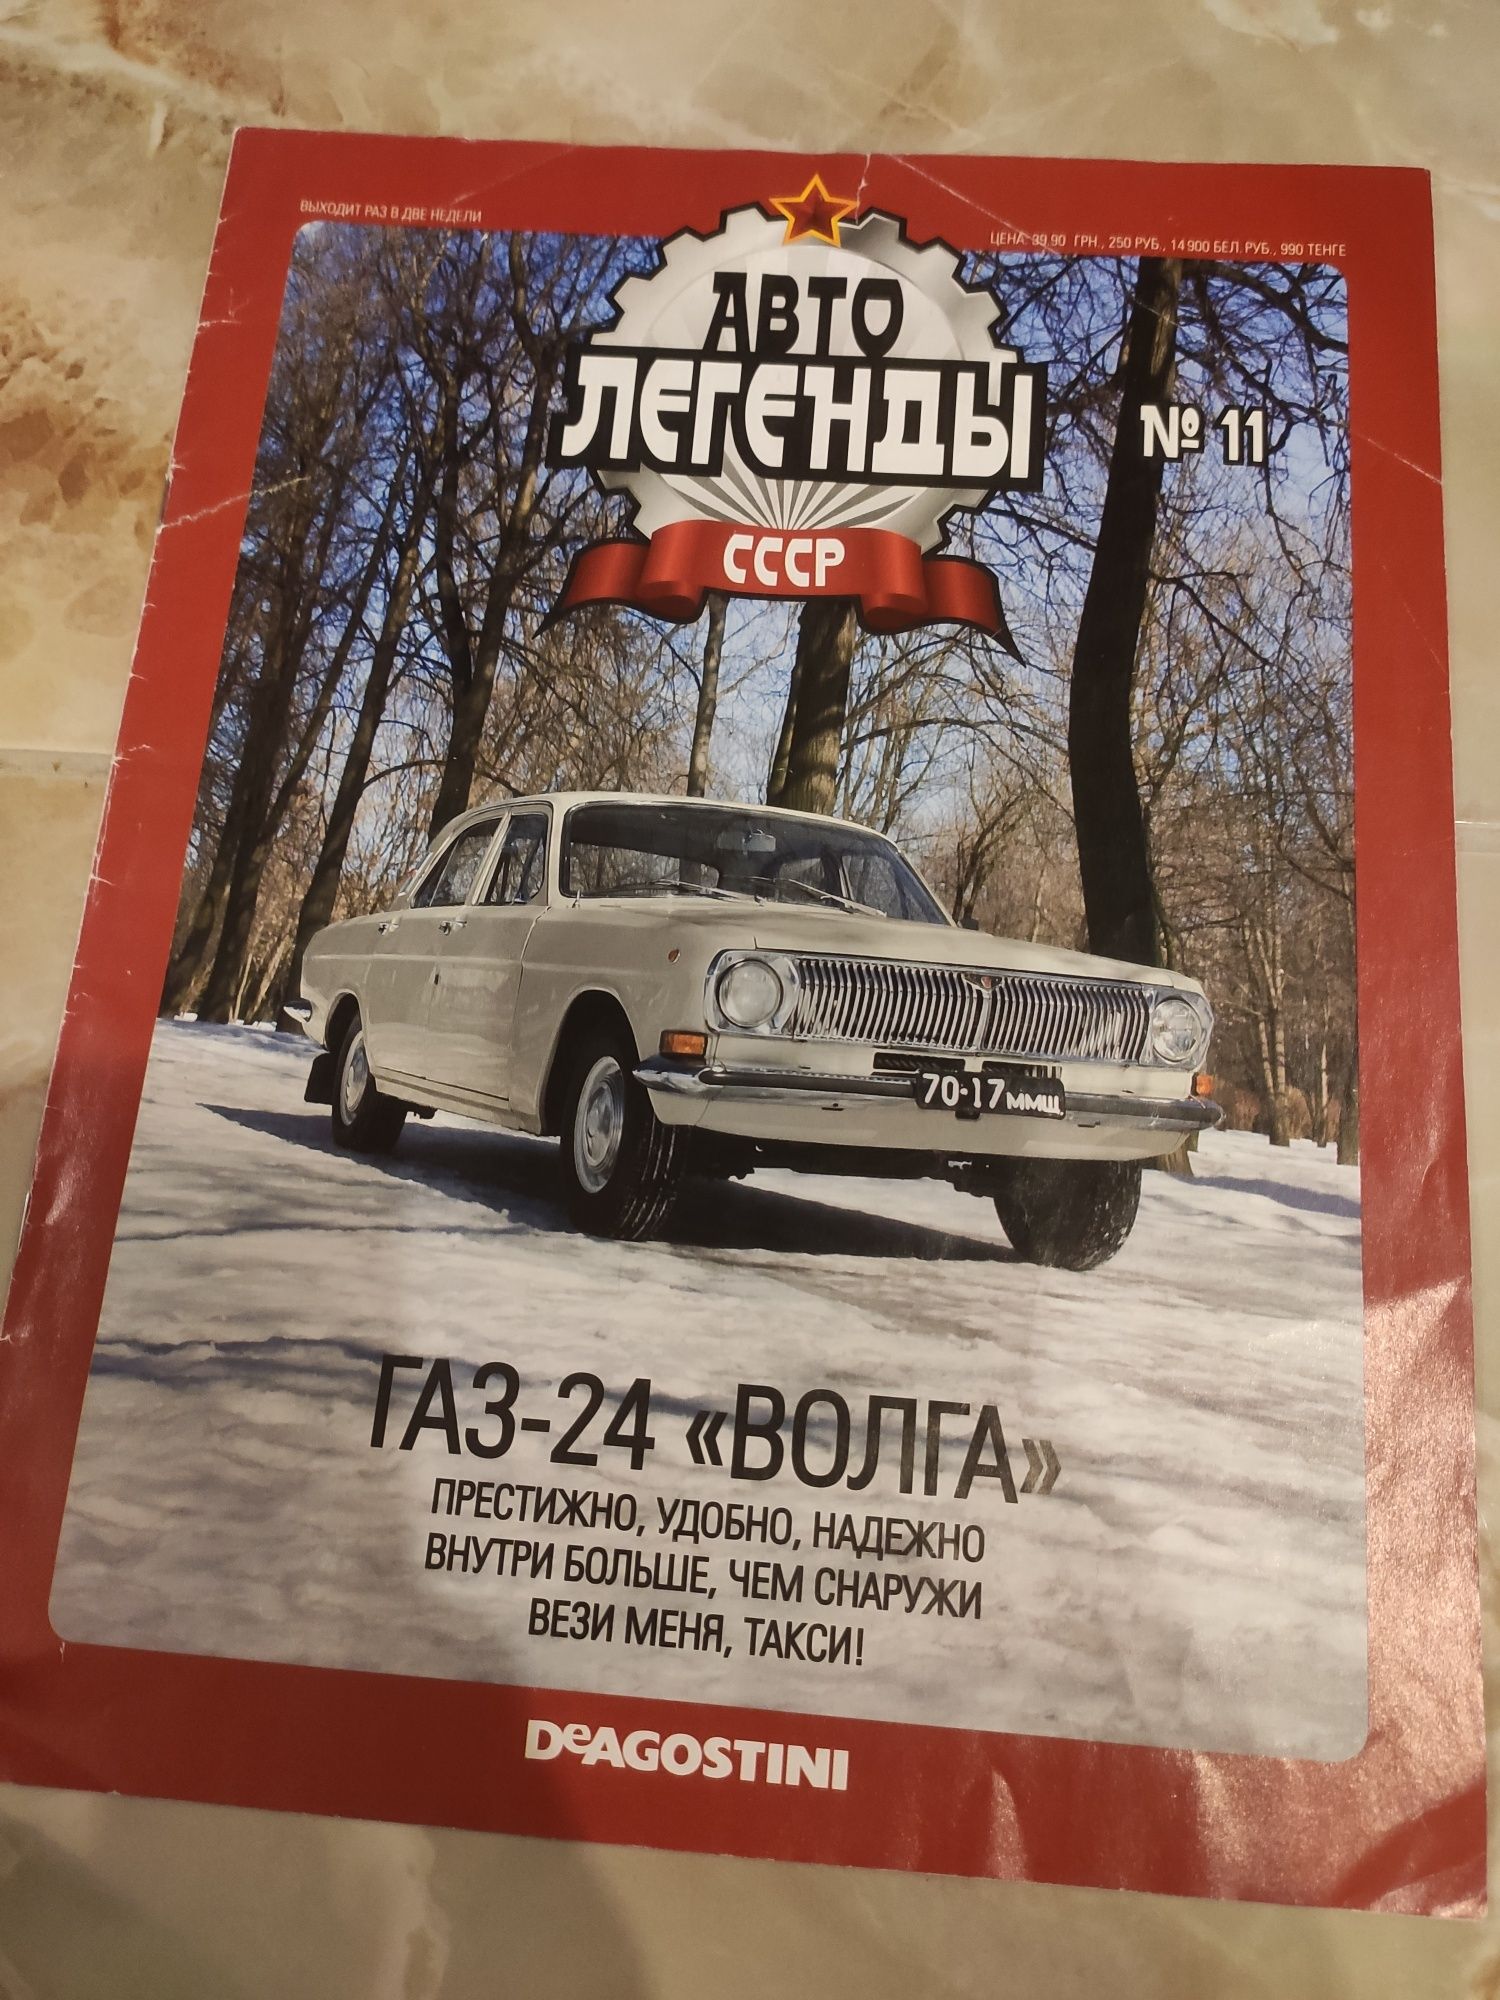 ВЫХОДИТ РАЗ В ДВЕ НЕДЕЛИ
ЦЕНА: 39,90 ГРН., 250 РУБ., 14 900 БЕЛ. РУБ., 990 ТЕНГЕ
АВТО
ЛЕГЕНДЫ
№ 11
СССР
70-17 ММЩ
ГАЗ-24 «ВОЛГА»
ПРЕСТИЖНО, УДОБНО, НАДЕЖНО
ВНУТРИ БОЛЬШЕ, ЧЕМ СНАРУЖИ
ВЕЗИ МЕНЯ, ТАКСИ!
DeAGOSTINI